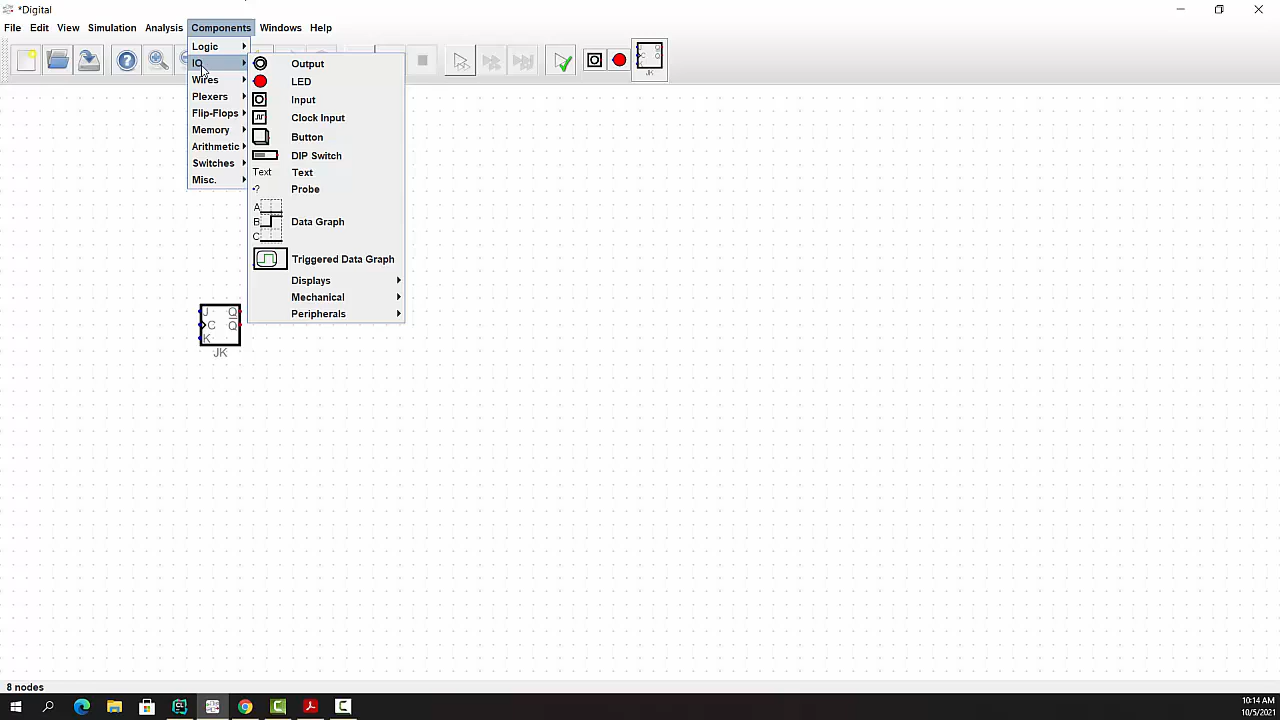 *Digital
File Edit View Simulation Analysis Components Windows Help
Logic
IO
Wires
Plexers
Flip-Flops
Memory
Arithmetic
Switches
Misc.
Output
LED
Input
Clock Input
Button
DIP Switch
Text Text
·? Probe
A
B Data Graph
C
Triggered Data Graph
Displays
Mechanical
Peripherals
JK
J Q
C Q
K
JK
8 nodes
10:14 AM
10/5/2021